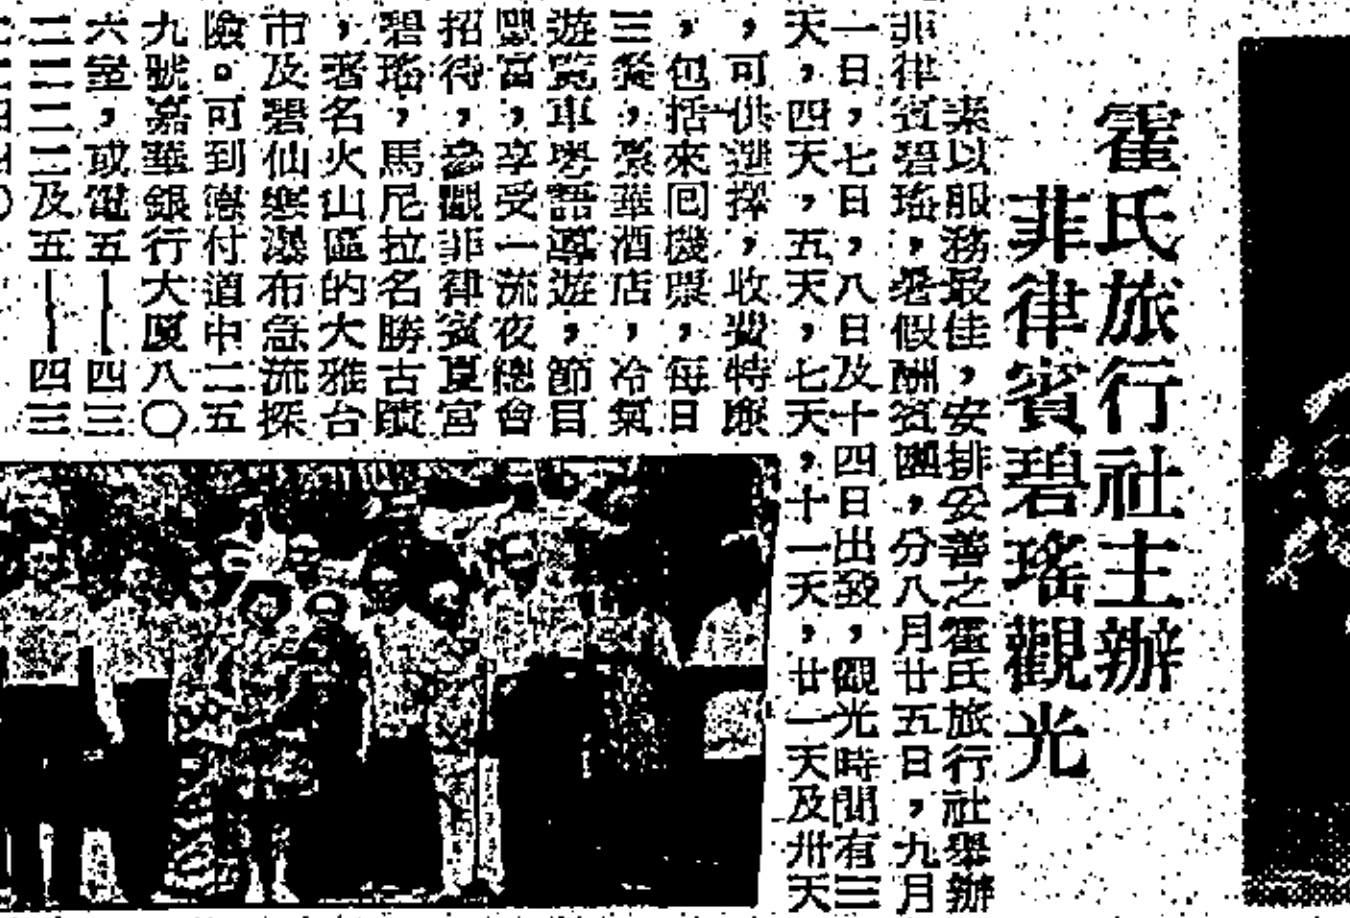 霍氏旅行社主辦
菲律賓碧瑤觀光
素以服務最佳，安排妥善之霍氏旅行社舉辦
菲律賓碧瑤，暑假酬賓團，分八月廿五日，九月
一日，七日，八日及十四日出發，觀光時間有三
天，四天，五天，七天，十一天，廿一天及卅天
，可供選擇，收費特廉
，包括來回機票，每日
三餐，豪華酒店，冷氣
遊覽車粤語導遊，節目
豐富，享受一流夜總會
招待，參觀菲律賓夏宮
碧瑤，馬尼拉名勝古蹟
，著名火山區的大雅台
市及碧仙鄉瀑布急流探
險。可到德付道中二五
九號嘉華銀行大厦八〇
六室，或電五—四三
二二二二及五—四三